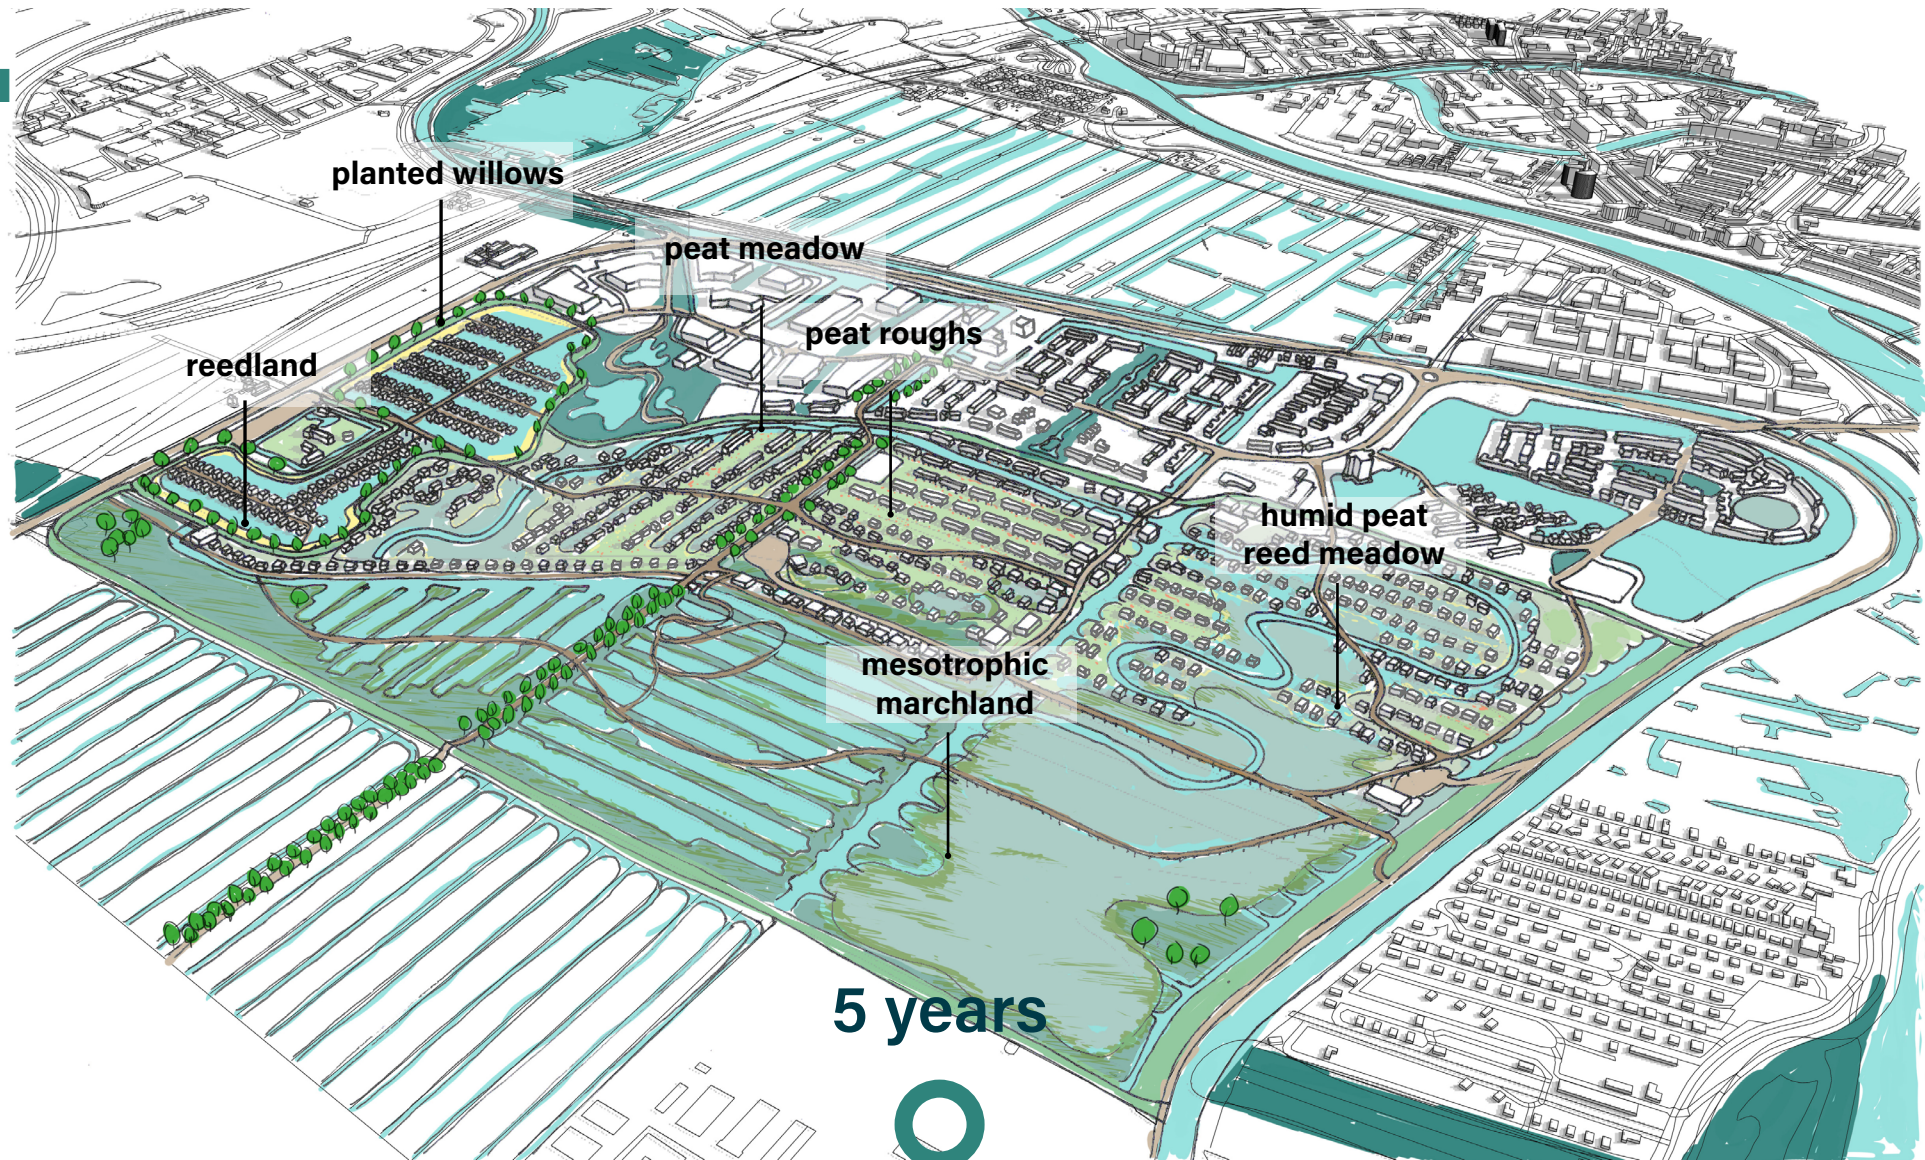 planted willows
peat meadow
peat roughs
reedland
humid peat
reed meadow
mesotrophic
marchland
5 years